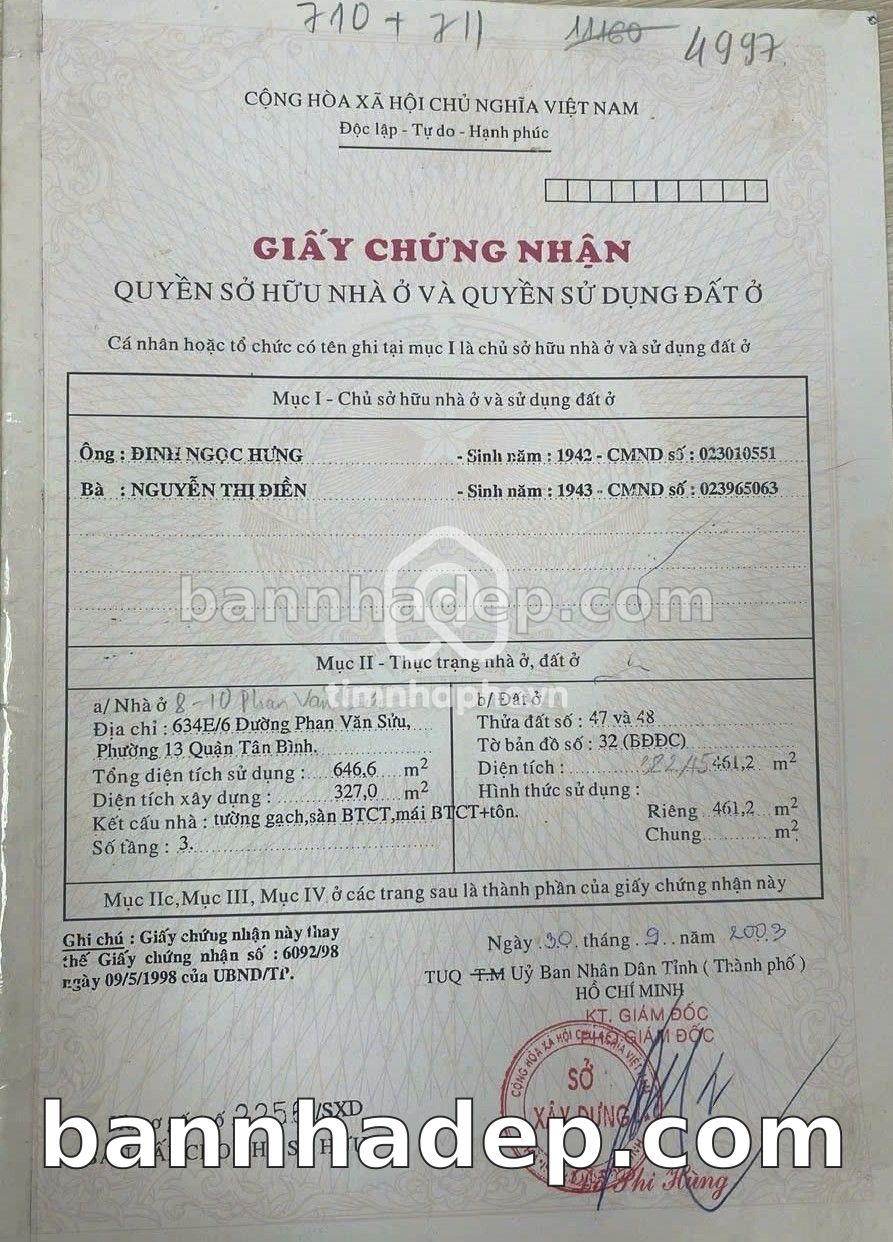 710 + 711 11160 4997
CỘNG HÒA XÃ HỘI CHỦ NGHĨA VIỆT NAM
Độc lập - Tự do - Hạnh phúc
GIẤY CHỨNG NHẬN
QUYỀN SỞ HỮU NHÀ Ở VÀ QUYỀN SỬ DỤNG ĐẤT Ở
Cá nhân hoặc tổ chức có tên ghi tại mục I là chủ sở hữu nhà ở và sử dụng đất ở
Mục I - Chủ sở hữu nhà ở và sử dụng đất ở
Ông : ĐINH NGỌC HƯNG - Sinh năm : 1942 - CMND số : 023010551
Bà : NGUYỄN THỊ ĐIỀN - Sinh năm : 1943 - CMND số : 023965063
bannhadep.com
Mục II - Thực trạng nhà ở, đất ở
timnhaphq.vn
a/ Nhà ở 8-10 Phan Văn
Địa chỉ : 634E/6 Dường Phan Văn Sửu,
Phường 13 Quận Tân Bình.
Tổng diện tích sử dụng : 646,6 m2
Diện tích xây dựng : 327,0 m2
Kết cấu nhà : tường gạch,sàn BTCT,mái BTCT+tôn.
Số tầng : 3.
b/ Đất ở
Thửa đất số : 47 và 48
Tờ bản đồ số : 32 (BĐĐC)
Diện tích : 461,2 m2
Hình thức sử dụng :
Riêng 461,2 m2
Chung m2
Mục IIc,Mục III, Mục IV ở các trang sau là thành phần của giấy chứng nhận này
Ghi chú : Giấy chứng nhận này thay
thế Giấy chứng nhận số : 6092/98
ngày 09/5/1998 của UBND/TP.
Ngày 30 tháng 9 năm 2003
TUQ T.M Uỷ Ban Nhân Dân Tỉnh ( Thành phố )
HỒ CHÍ MINH
KT. GIÁM ĐỐC
PHÓ GIÁM ĐỐC
SỞ
XÂY DỰNG
/SXD
bannhadep.com
Phi Hùng